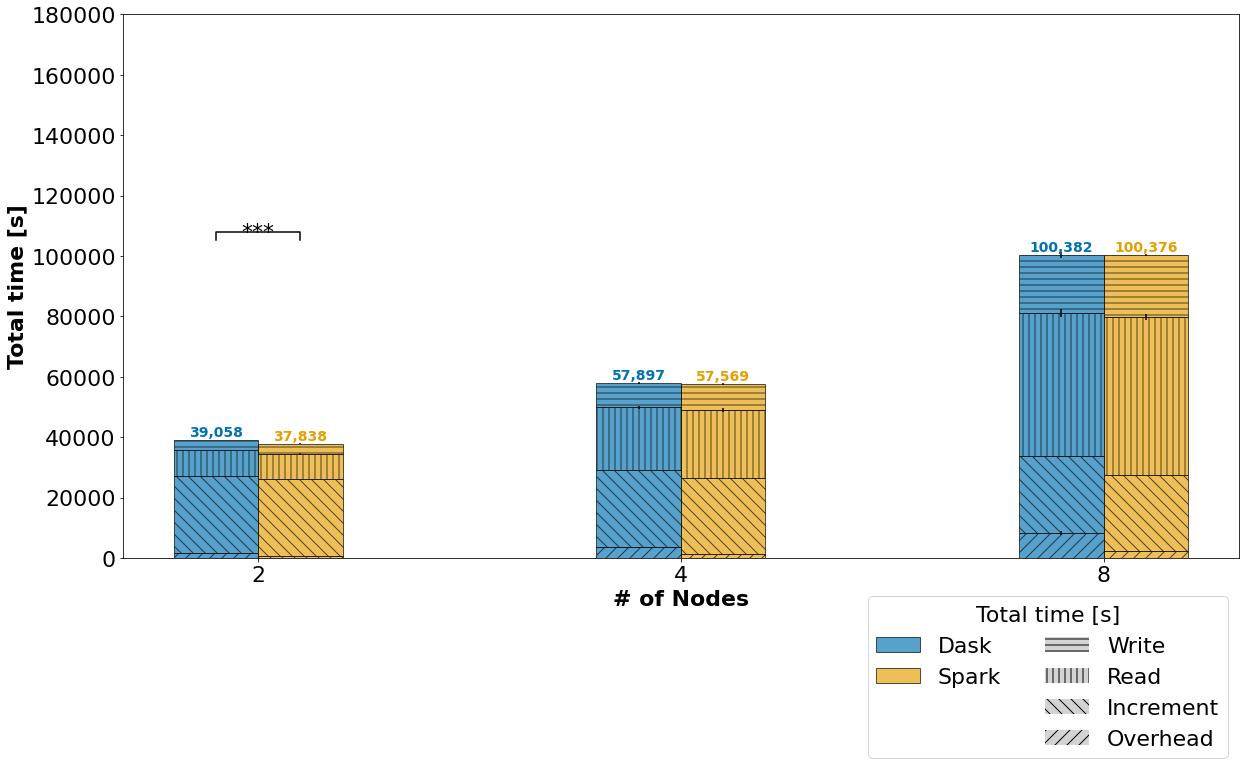 180000
160000
140000
120000
100000
80000
60000
40000
20000
0
Total time [s]
***
39,058
37,838
57,897
57,569
100,382
100,376
2
4
8
# of Nodes
Total time [s]
Dask
Spark
Write
Read
Increment
Overhead